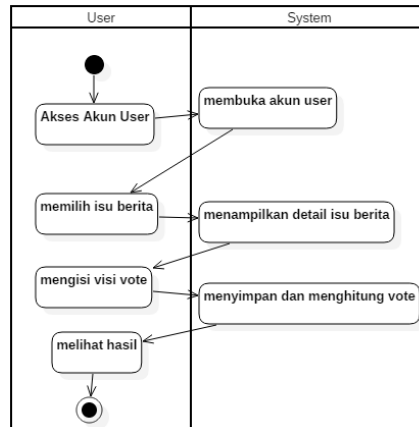 User
System
Akses Akun User
membuka akun user
memilih isu berita
menampilkan detail isu berita
mengisi visi vote
menyimpan dan menghitung vote
melihat hasil